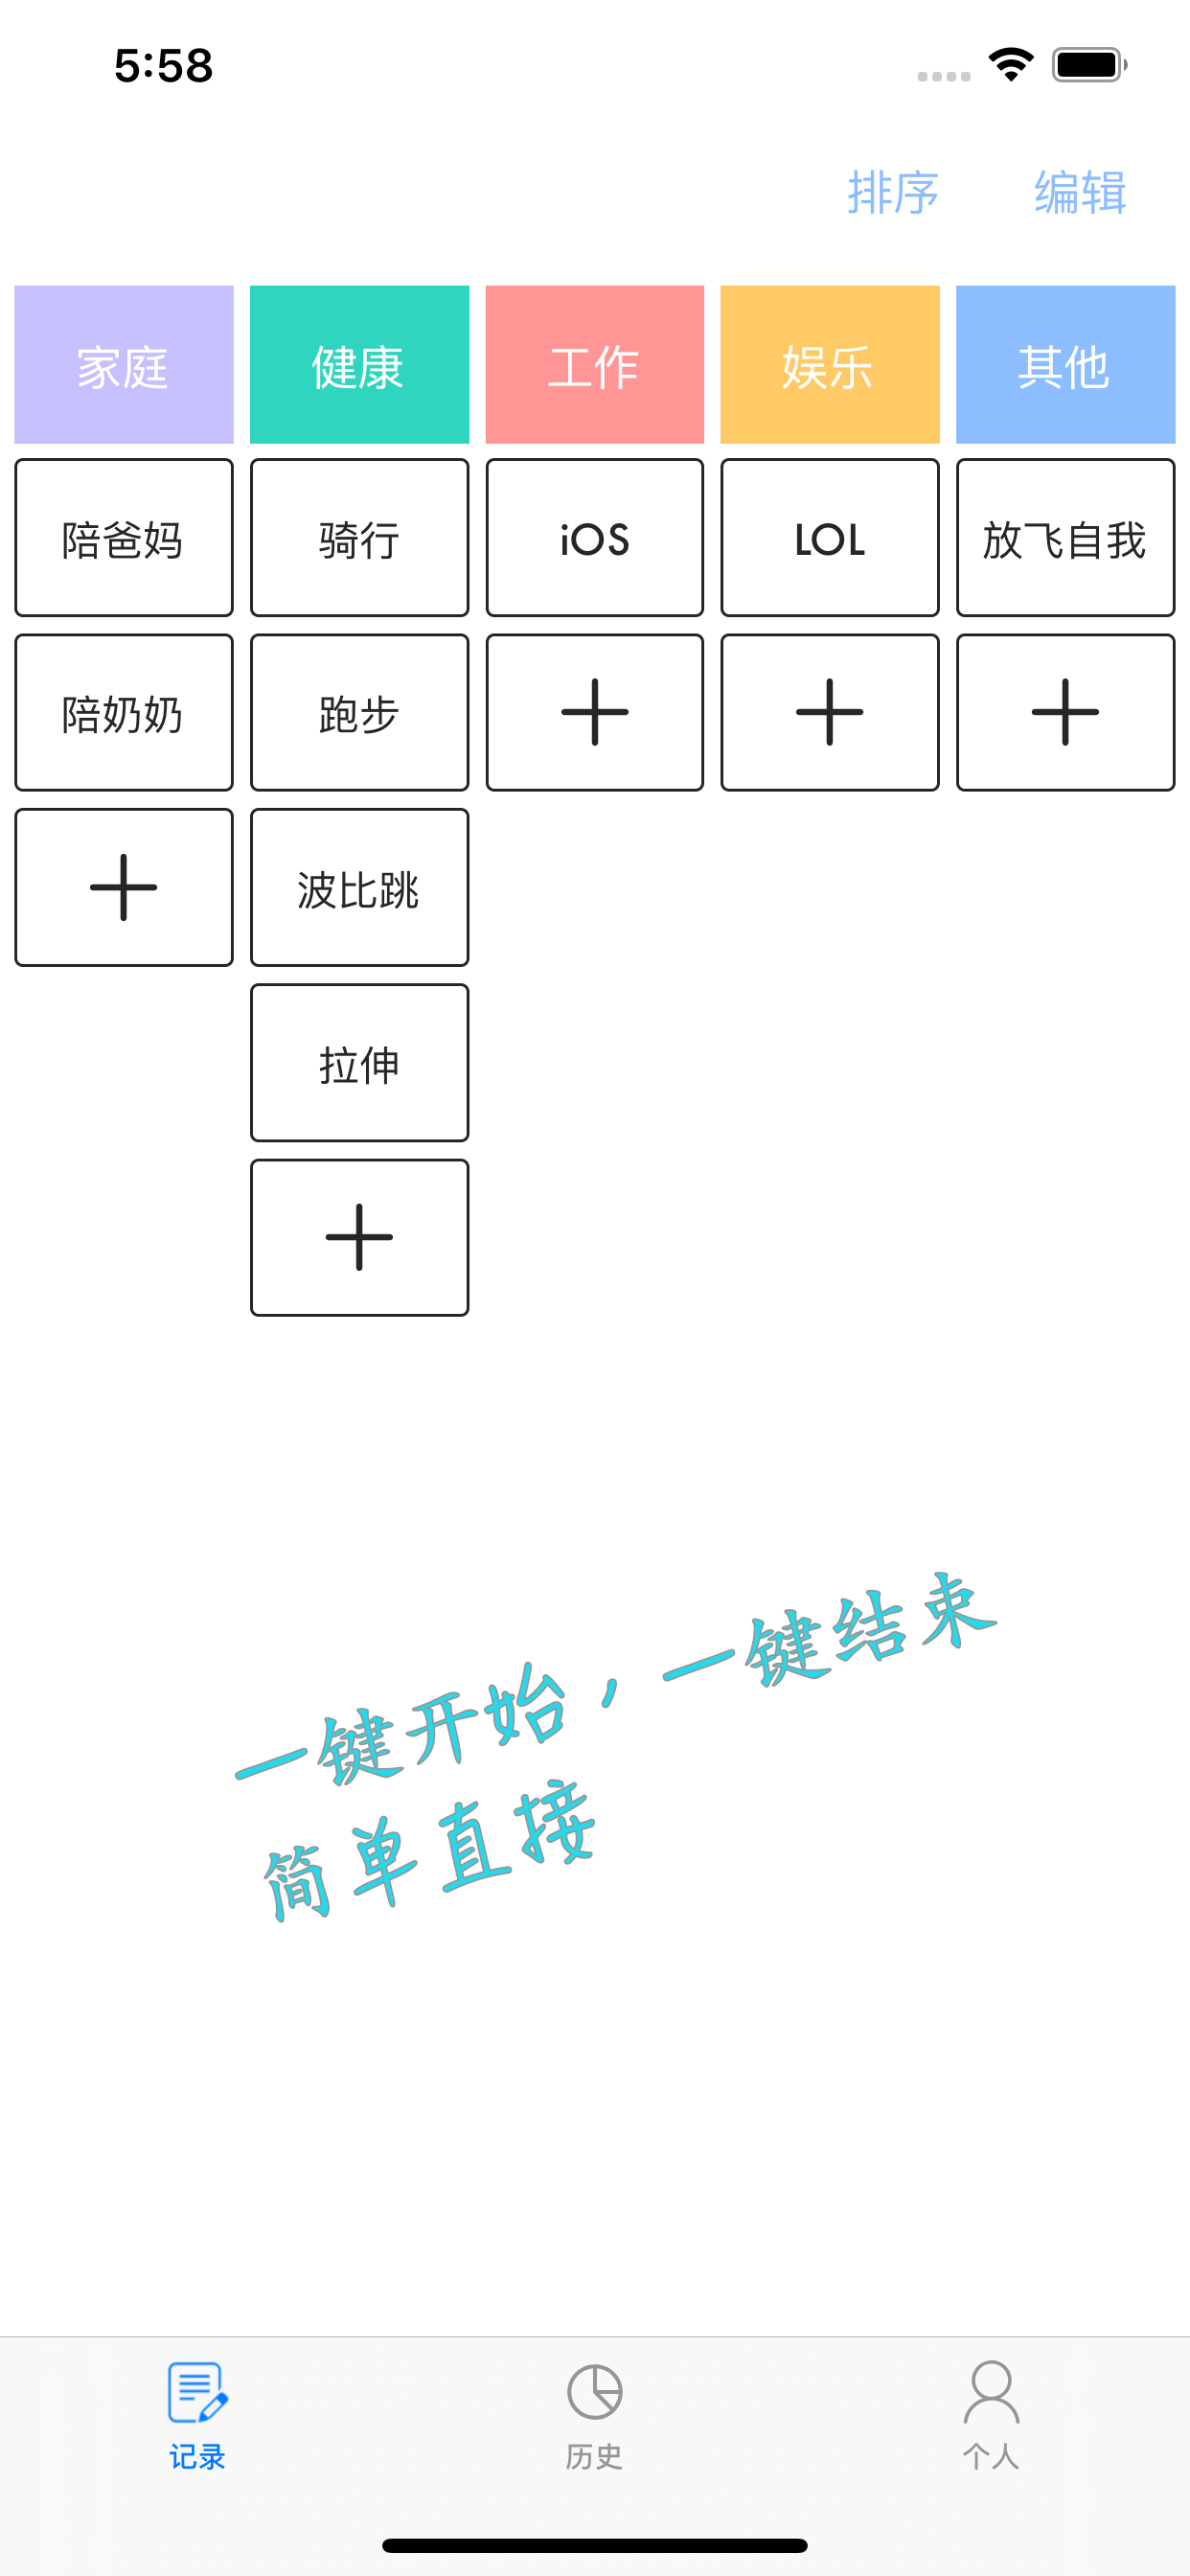 5:58
排序 编辑
家庭 健康 工作 娱乐 其他
陪爸妈 骑行 iOS LOL 放飞自我
陪奶奶 跑步
波比跳
拉伸
一键开始，一键结束
简单直接
记录 历史 个人